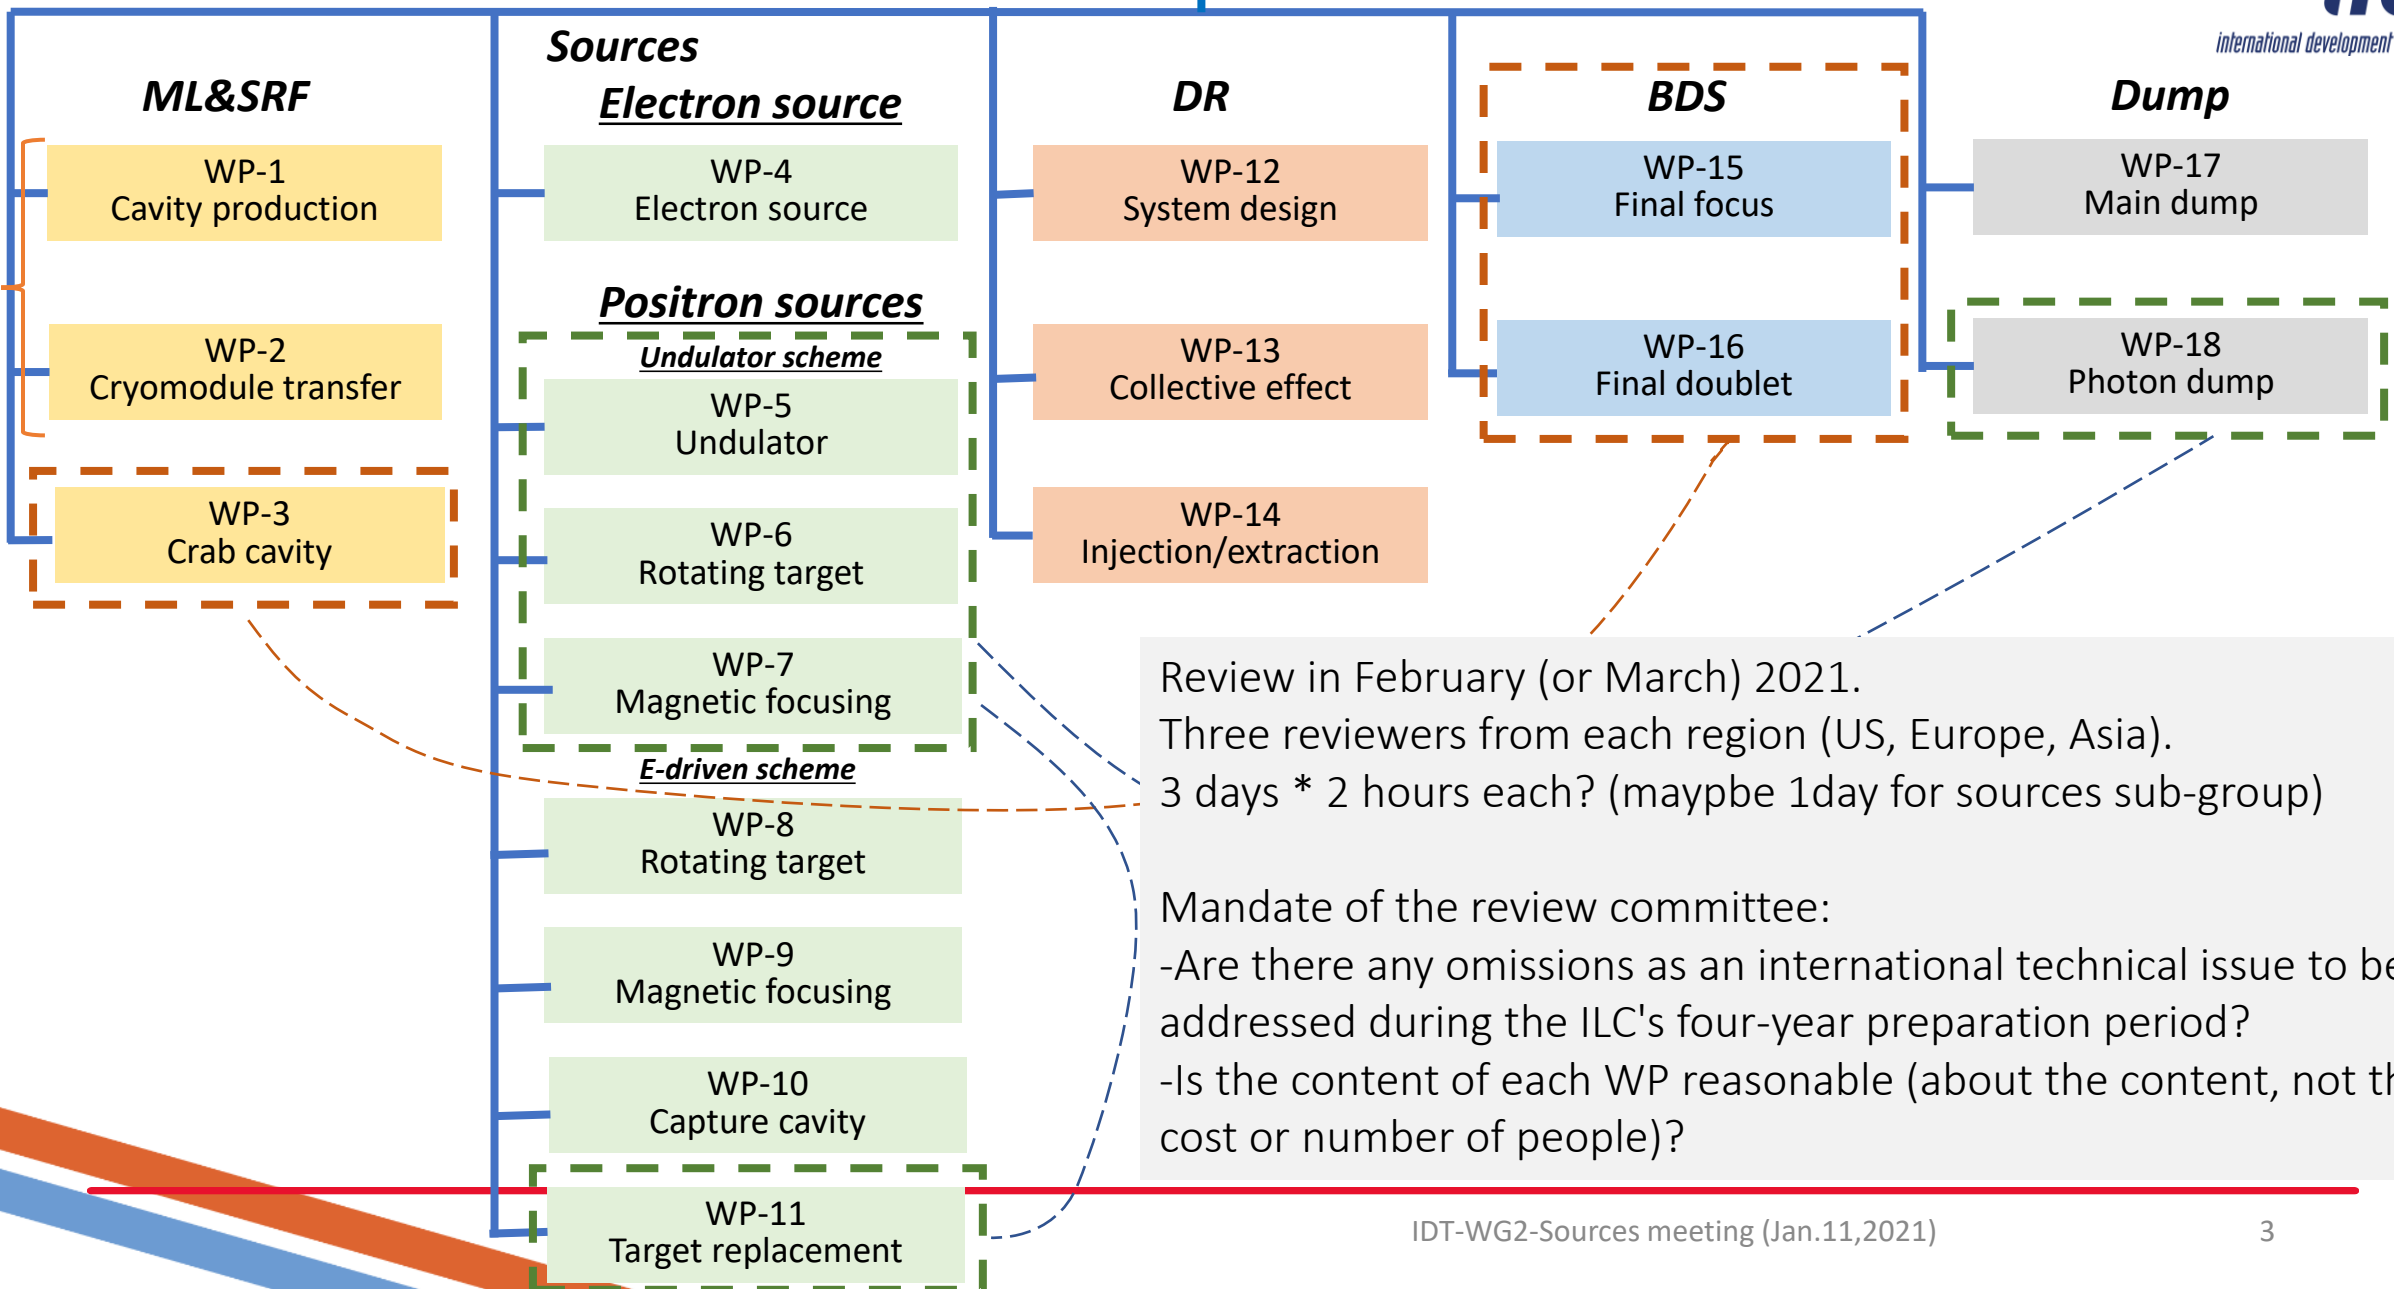 international development
ML&SRF
WP-1
Cavity production
WP-2
Cryomodule transfer
WP-3
Crab cavity
Sources
Electron source
WP-4
Electron source
Positron sources
Undulator scheme
WP-5
Undulator
WP-6
Rotating target
WP-7
Magnetic focusing
E-driven scheme
WP-8
Rotating target
WP-9
Magnetic focusing
WP-10
Capture cavity
WP-11
Target replacement
DR
WP-12
System design
WP-13
Collective effect
WP-14
Injection/extraction
BDS
WP-15
Final focus
WP-16
Final doublet
Dump
WP-17
Main dump
WP-18
Photon dump
Review in February (or March) 2021.
Three reviewers from each region (US, Europe, Asia).
3 days * 2 hours each? (maypbe 1day for sources sub-group)
Mandate of the review committee:
-Are there any omissions as an international technical issue to be
addressed during the ILC's four-year preparation period?
-Is the content of each WP reasonable (about the content, not th
cost or number of people)?
IDT-WG2-Sources meeting (Jan.11,2021)
3